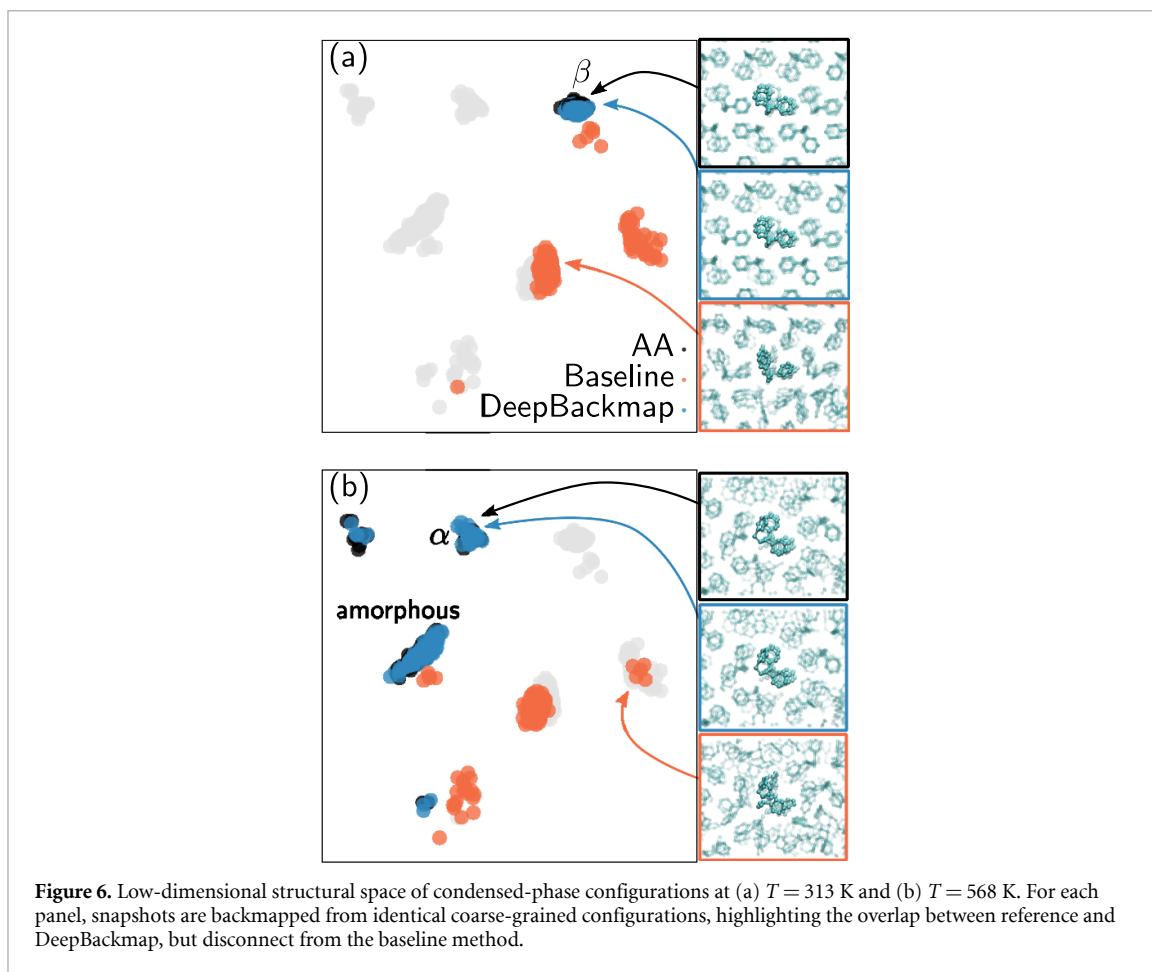 (a)
β
AA
Baseline
DeepBackmap
(b)
α
amorphous
Figure 6. Low-dimensional structural space of condensed-phase configurations at (a) T = 313 K and (b) T = 568 K. For each
panel, snapshots are backmapped from identical coarse-grained configurations, highlighting the overlap between reference and
DeepBackmap, but disconnect from the baseline method.